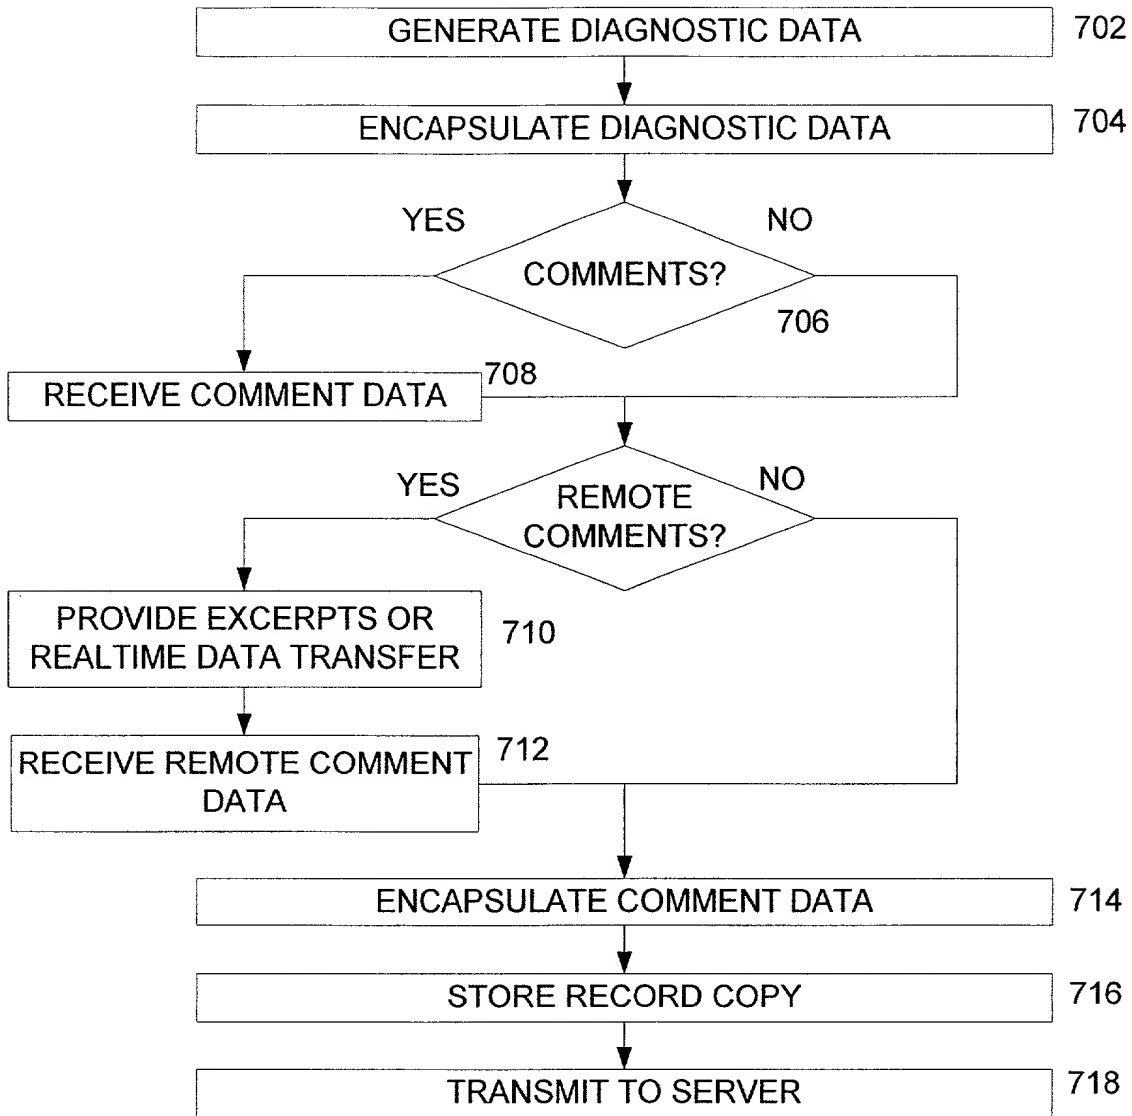 GENERATE DIAGNOSTIC DATA 702
ENCAPSULATE DIAGNOSTIC DATA 704
YES NO
COMMENTS?
706
RECEIVE COMMENT DATA 708
YES NO
REMOTE
COMMENTS?
PROVIDE EXCERPTS OR
REALTIME DATA TRANSFER
710
RECEIVE REMOTE COMMENT
DATA
712
ENCAPSULATE COMMENT DATA 714
STORE RECORD COPY 716
TRANSMIT TO SERVER 718